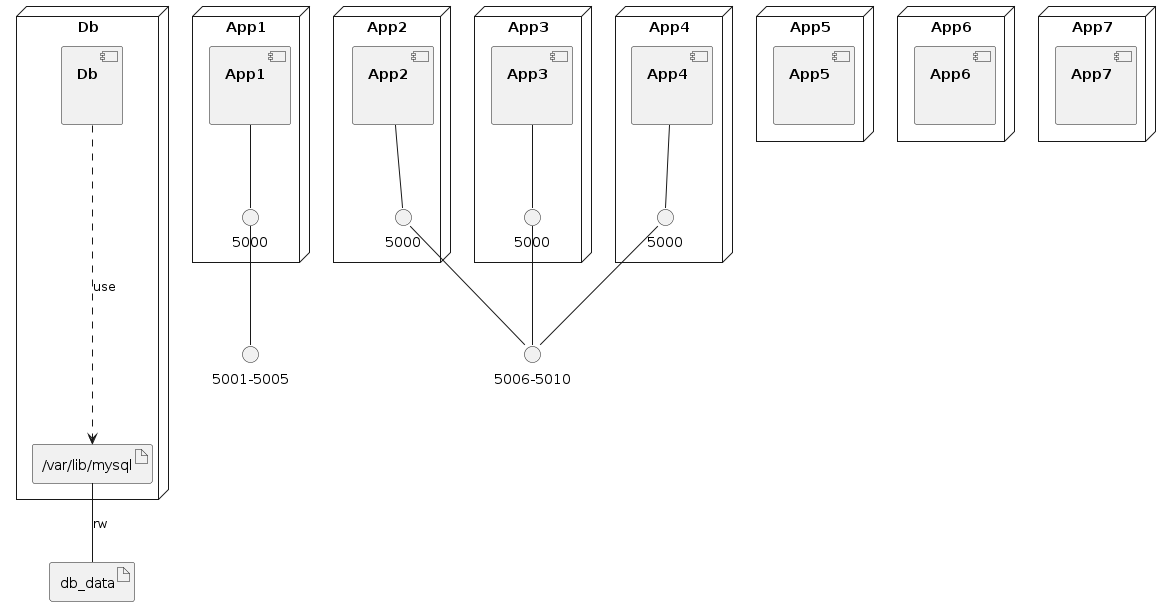 Db
App1
App2
App3
App4
App5
App6
App7
Db
App1
App2
App3
App4
App5
App6
App7
5000
5000
5000
5000
use
5001-5005
5006-5010
/var/lib/mysql
rw
db_data